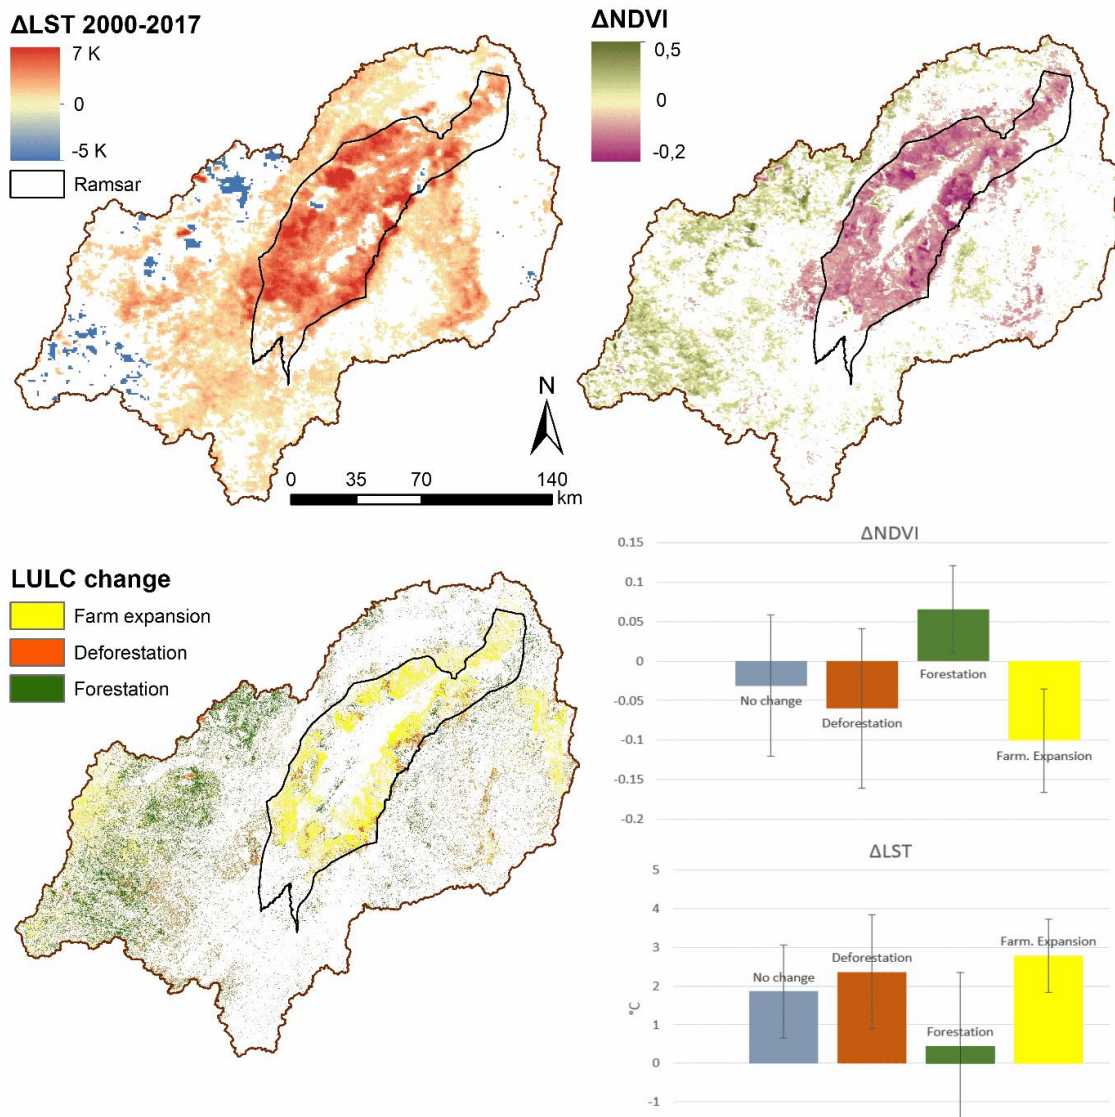 ΔLST 2000-2017
7 K
0
-5 K
Ramsar
N
0 35 70 140
km
ΔNDVI
0,5
0
-0,2
LULC change
Farm expansion
Deforestation
Forestation
ΔNDVI
0.15
0.1
0.05
0
-0.05
-0.1
-0.15
-0.2
No change
Deforestation
Forestation
Farm. Expansion
ΔLST
5
4
3
2
1
0
-1
°C
No change
Deforestation
Forestation
Farm. Expansion